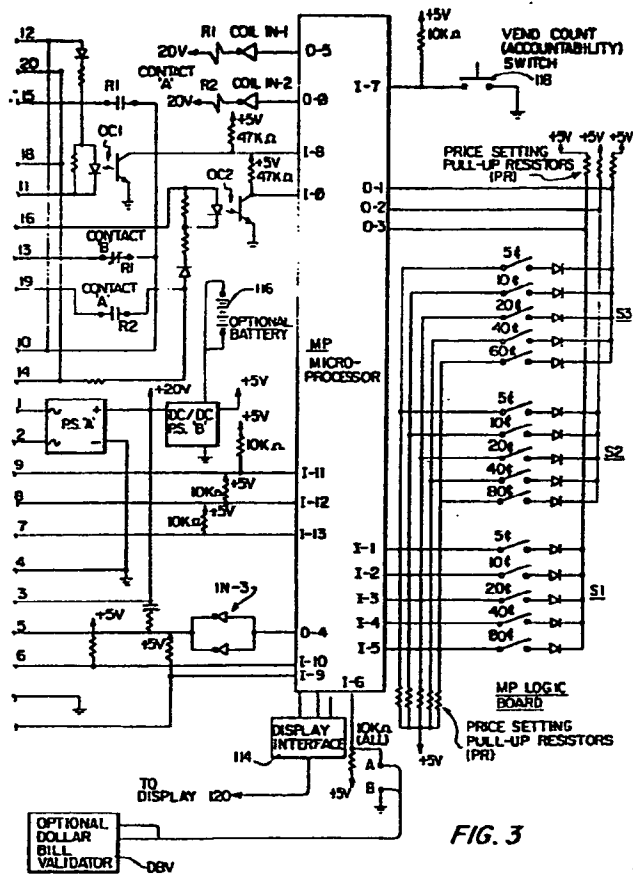 12
20
15
18
11
16
13
19
10
14
1
2
9
8
7
4
3
5
6
R1
OC1
CONTACT
'B'
R1
CONTACT
'A'
R2
R1 COIL IN-1
20V
CONTACT
'A'
R2 COIL IN-2
20V
+5V
47KΩ
+5V
47KΩ
OC2
116
OPTIONAL
BATTERY
+20V
P.S. 'A'
+
-
DC/DC
P.S. 'B'
+5V
+5V
10KΩ
10KΩ
+5V
10KΩ
+5V
+5V
+5V
1N-3
O-5
I-8
I-11
I-12
I-13
O-4
I-10
I-9
I-6
MP
MICRO-
PROCESSOR
I-7
O-1
O-2
O-3
I-1
I-2
I-3
I-4
I-5
+5V
10KΩ
VEND COUNT
(ACCOUNTABILITY)
SWITCH
118
PRICE SETTING
PULL-UP RESISTORS
(PR)
+5V +5V +5V
5¢
10¢
20¢
40¢
60¢
S3
5¢
10¢
20¢
40¢
80¢
S2
5¢
10¢
20¢
40¢
80¢
S1
MP LOGIC
BOARD
PRICE SETTING
PULL-UP RESISTORS
(PR)
+5V
DISPLAY
INTERFACE
114
10KΩ
(ALL)
A
B
+5V
TO
DISPLAY 120
OPTIONAL
DOLLAR
BILL
VALIDATOR
DBV
FIG. 3